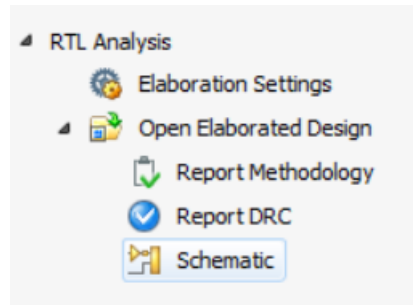 RTL Analysis
Elaboration Settings
Open Elaborated Design
Report Methodology
Report DRC
Schematic